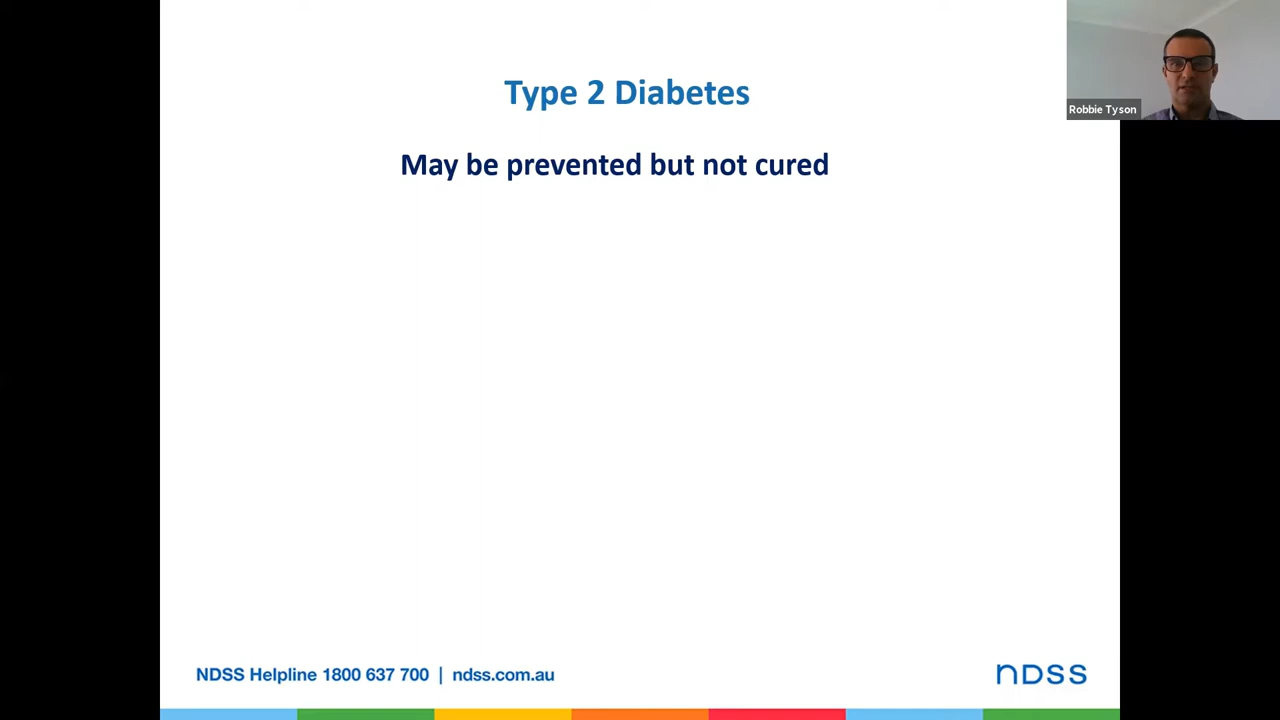 Type 2 Diabetes
Robbie Tyson
May be prevented but not cured
NDSS Helpline 1800 637 700 | ndss.com.au
NDSS